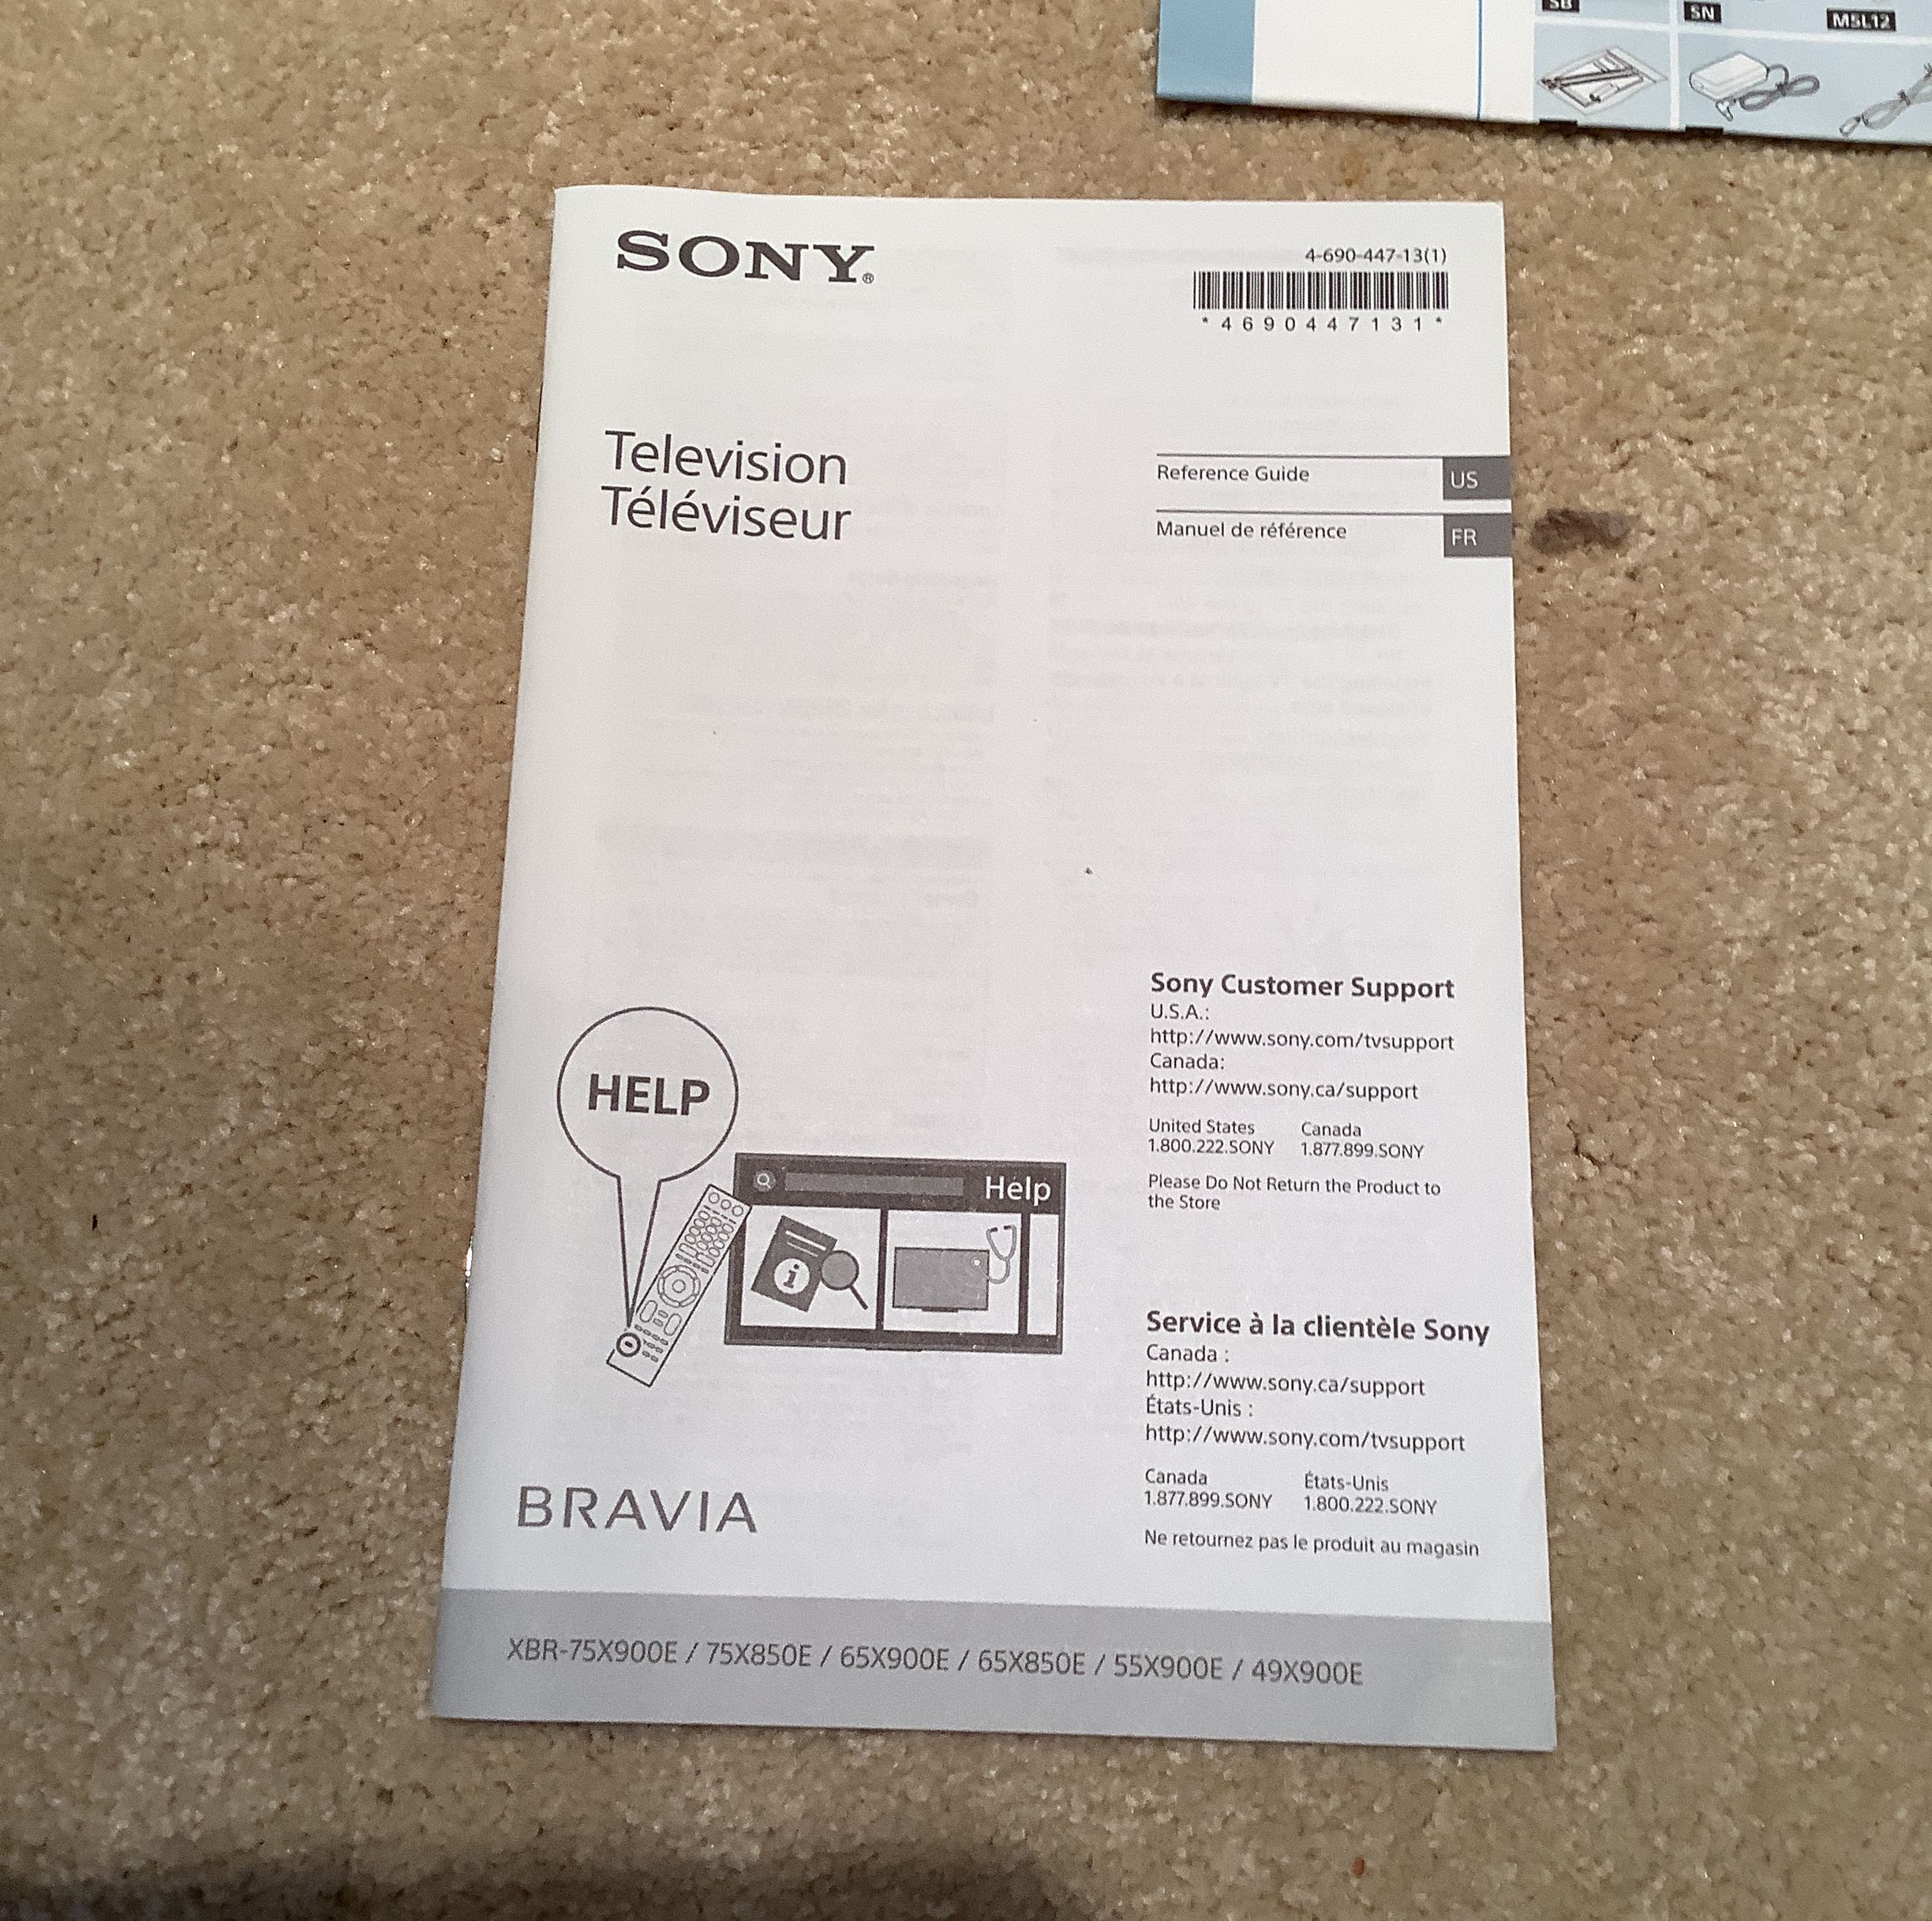 SB
SN
MSL12
SONY®
4-690-447-13(1)
*4690447131*
Television
Téléviseur
Reference Guide
US
Manuel de référence
FR
HELP
Help
i
Sony Customer Support
U.S.A.:
http://www.sony.com/tvsupport
Canada:
http://www.sony.ca/support
United States Canada
1.800.222.SONY 1.877.899.SONY
Please Do Not Return the Product to
the Store
Service à la clientèle Sony
Canada :
http://www.sony.ca/support
États-Unis :
http://www.sony.com/tvsupport
Canada États-Unis
1.877.899.SONY 1.800.222.SONY
Ne retournez pas le produit au magasin
BRAVIA
XBR-75X900E / 75X850E / 65X900E / 65X850E / 55X900E / 49X900E